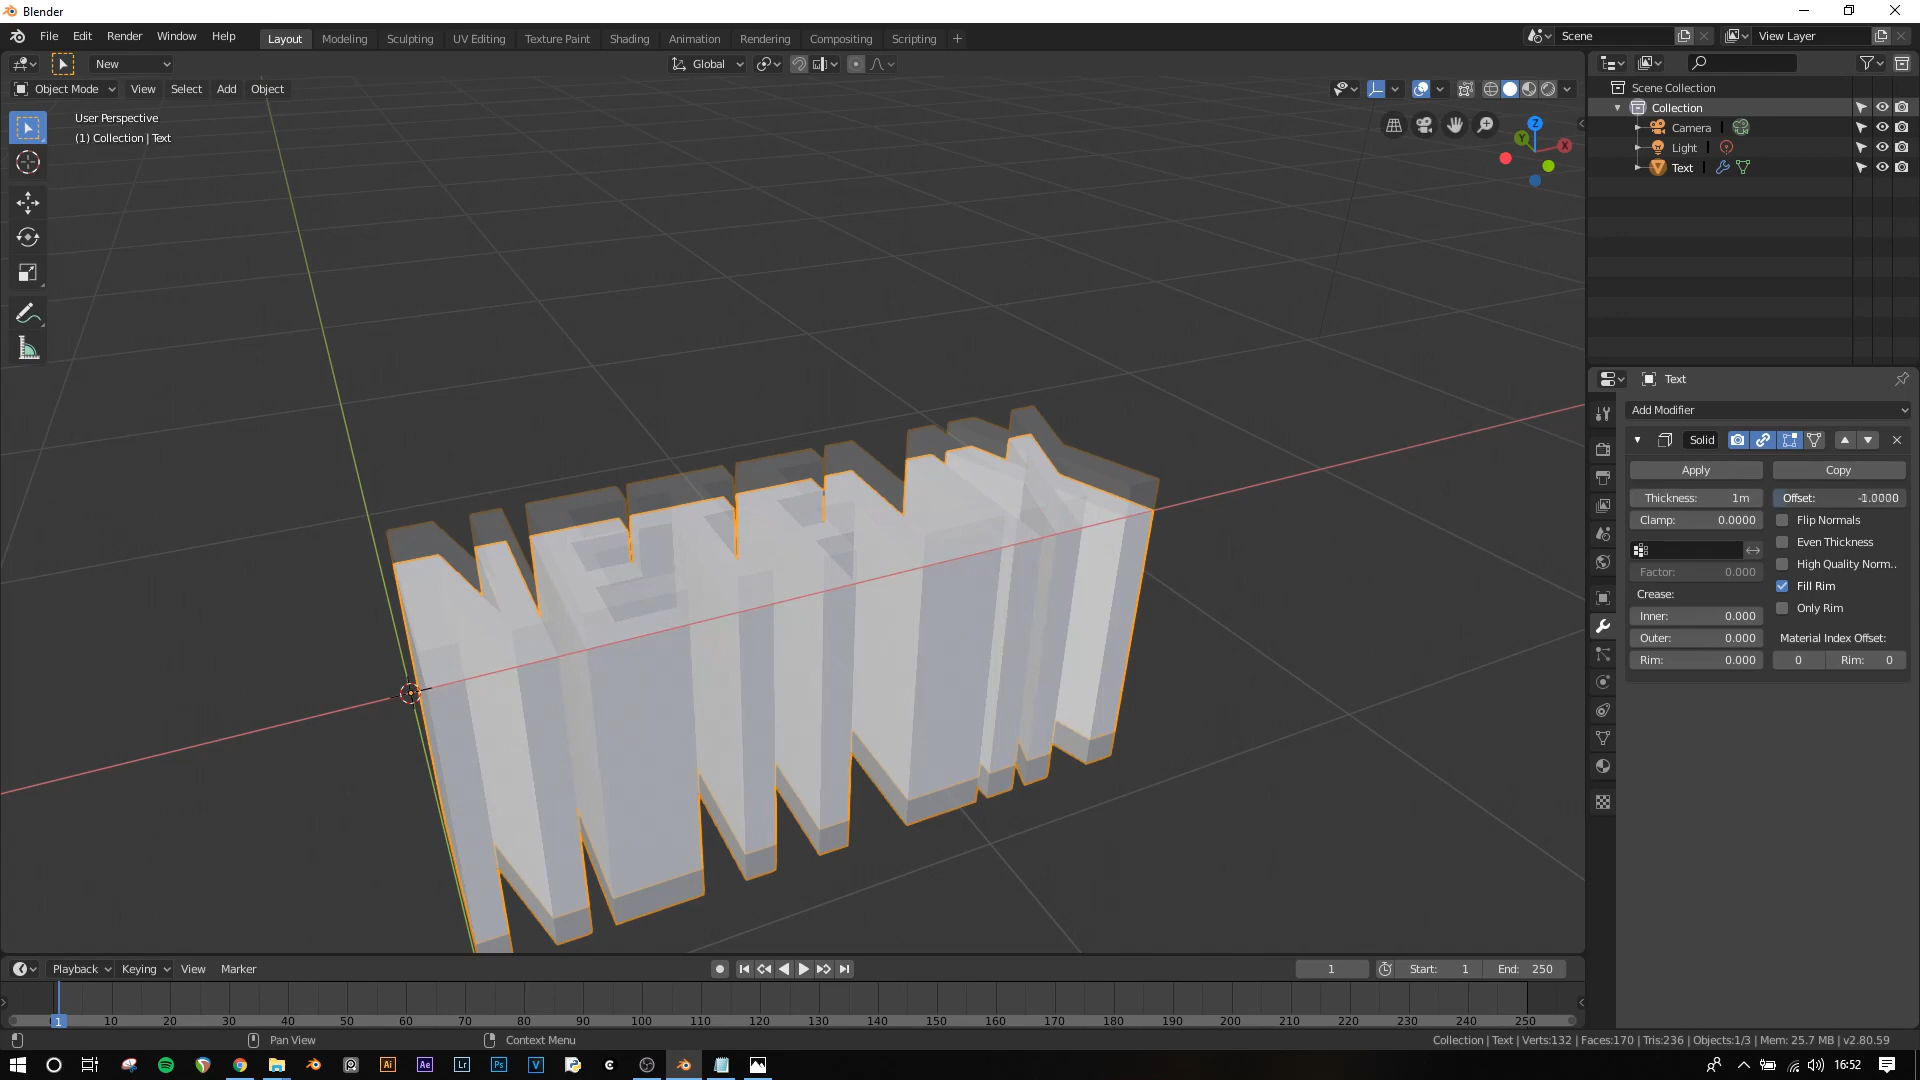 Blender
File Edit Render Window Help
Layout Modeling Sculpting UV Editing Texture Paint Shading Animation Rendering Compositing Scripting +
Scene
View Layer
New
Global
Object Mode View Select Add Object
User Perspective
(1) Collection | Text
Z
Y
X
Scene Collection
Collection
Camera
Light
Text
Text
Add Modifier
Solid
Apply
Copy
Thickness: 1m
Offset: -1.0000
Clamp: 0.0000
Flip Normals
Even Thickness
High Quality Norm..
Factor: 0.000
Fill Rim
Crease:
Only Rim
Inner: 0.000
Outer: 0.000
Material Index Offset:
Rim: 0.000
0
Rim: 0
Playback Keying View Marker
1
Start: 1
End: 250
1 10 20 30 40 50 60 70 80 90 100 110 120 130 140 150 160 170 180 190 200 210 220 230 240 250
Pan View
Context Menu
Collection | Text | Verts:132 | Faces:170 | Tris:236 | Objects:1/3 | Mem: 25.7 MB | v2.80.59
Ai
Ae
Lr
Ps
V
16:52